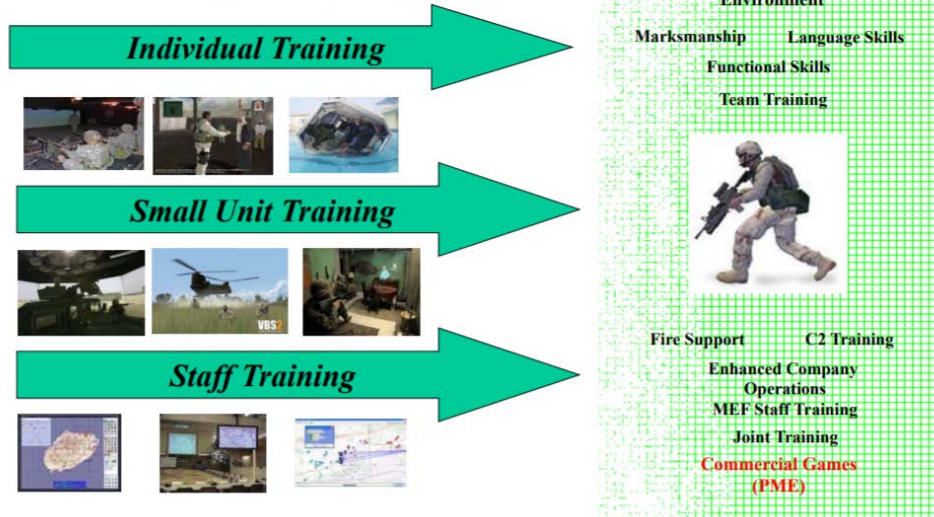 Environment
Individual Training
Marksmanship Language Skills
Functional Skills
Team Training
Small Unit Training
VBS2
Fire Support C2 Training
Staff Training
Enhanced Company
Operations
MEF Staff Training
Joint Training
Commercial Games
(PME)